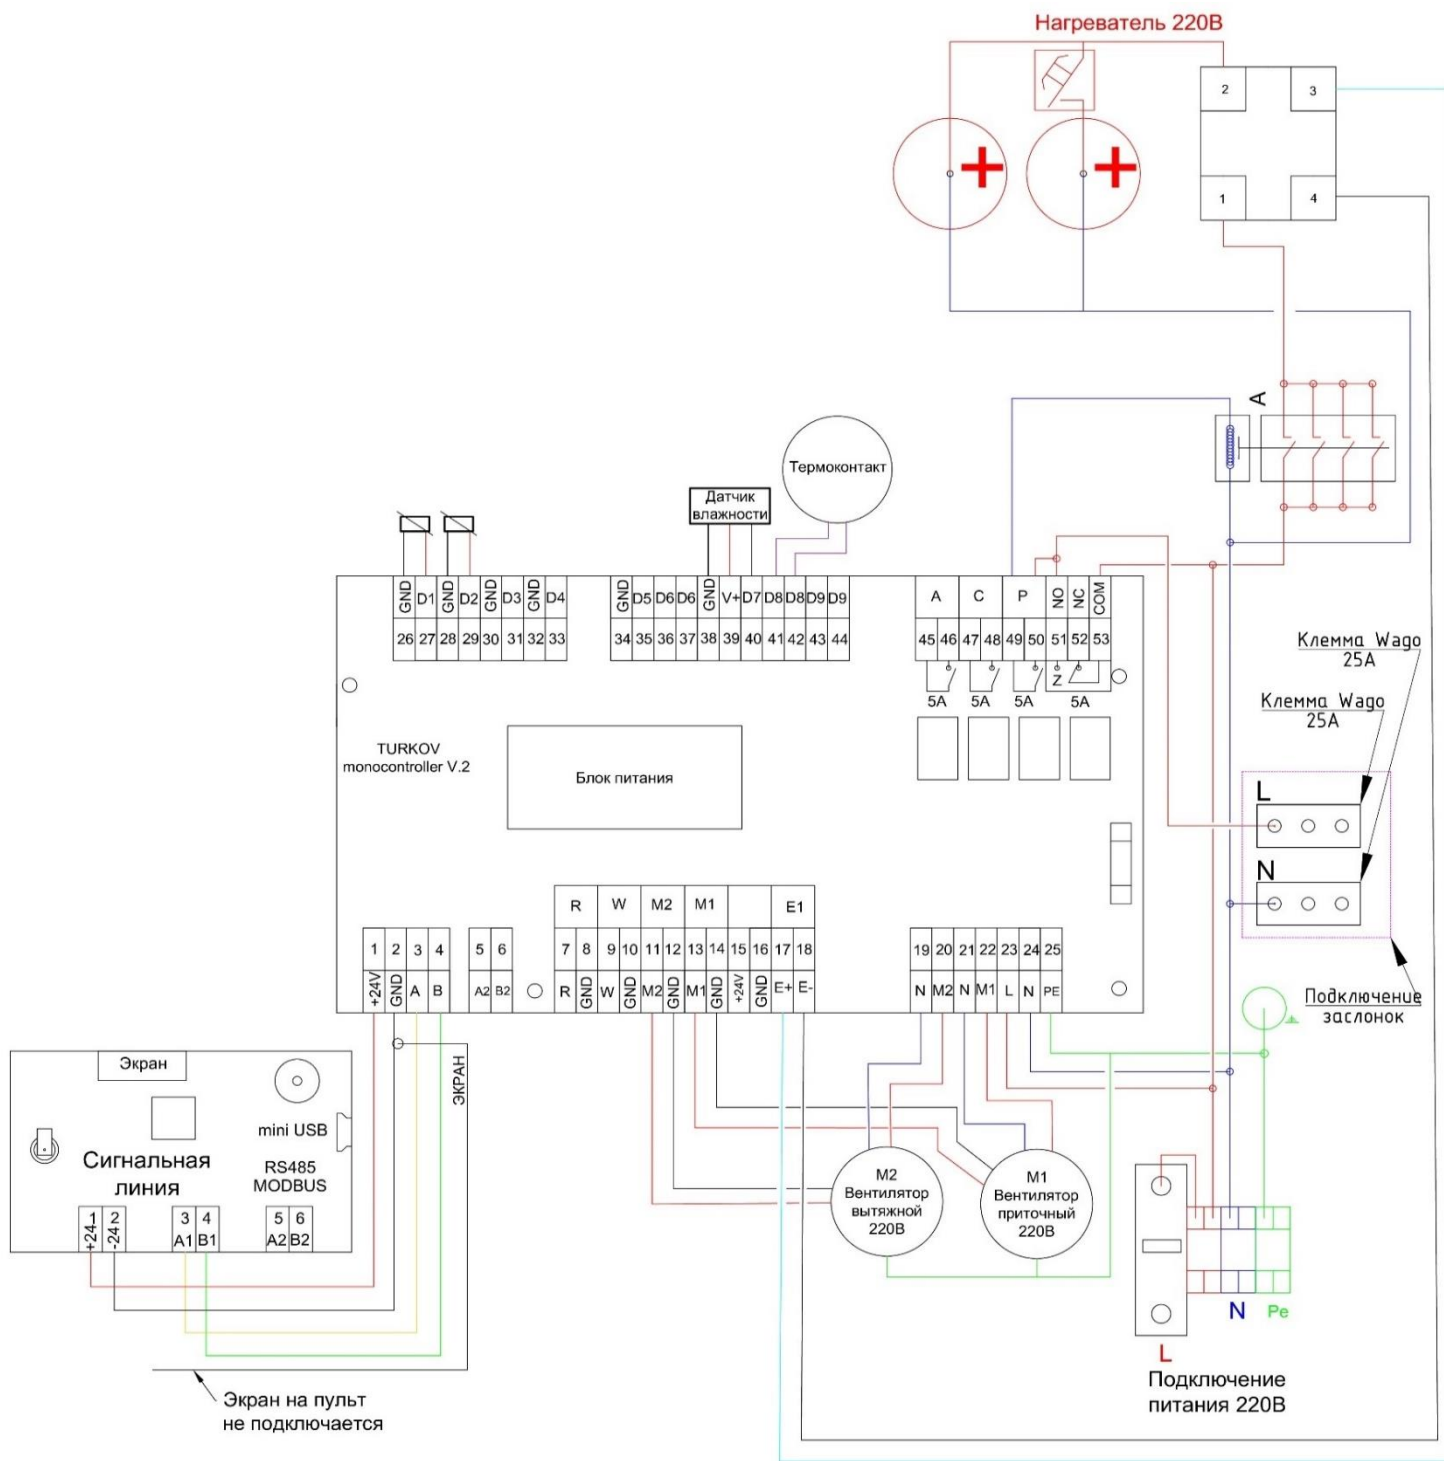 Нагреватель 220В
2
3
1
4
A
Термоконтакт
Датчик
влажности
GND D1 GND D2 GND D3 GND D4
26 27 28 29 30 31 32 33
GND D5 D6 D6 GND V+ D7 D8 D8 D9 D9
34 35 36 37 38 39 40 41 42 43 44
A C P NO NC COM
45 46 47 48 49 50 51 52 53
Z
5A 5A 5A 5A
Клемма Wago
25А
Клемма Wago
25А
TURKOV
monocontroller V.2
Блок питания
L
N
Подключение
заслонок
R W M2 M1 E1
1 2 3 4
+24V GND A B
5 6
A2 B2
7 8 9 10 11 12 13 14 15 16 17 18
R GND W GND M2 GND M1 GND +24V GND E+ E-
19 20 21 22 23 24 25
N M2 N M1 L N PE
Экран
ЭКРАН
mini USB
Сигнальная
линия
RS485
MODBUS
1 2
+24 -24
3 4
A1 B1
5 6
A2 B2
M2
Вентилятор
вытяжной
220В
M1
Вентилятор
приточный
220В
N
Pe
L
Подключение
питания 220В
Экран на пульт
не подключается